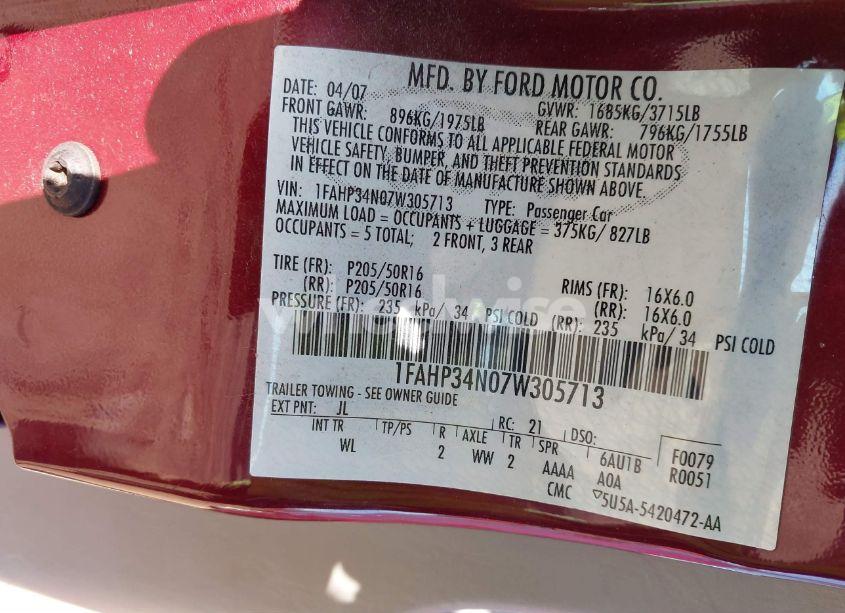 MFD. BY FORD MOTOR CO.
DATE: 04/07 GVWR: 1685KG/3715LB
FRONT GAWR: 896KG/1975LB REAR GAWR: 796KG/1755LB
THIS VEHICLE CONFORMS TO ALL APPLICABLE FEDERAL MOTOR
VEHICLE SAFETY, BUMPER, AND THEFT PREVENTION STANDARDS
IN EFFECT ON THE DATE OF MANUFACTURE SHOWN ABOVE.
VIN: 1FAHP34N07W305713 TYPE: Passenger Car
MAXIMUM LOAD = OCCUPANTS + LUGGAGE = 375KG/ 827LB
OCCUPANTS = 5 TOTAL; 2 FRONT, 3 REAR
TIRE (FR): P205/50R16 RIMS (FR): 16X6.0
(RR): P205/50R16 (RR): 16X6.0
PRESSURE (FR): 235 kPa/ 34 PSI COLD (RR): 235 kPa/ 34 PSI COLD
1FAHP34N07W305713
TRAILER TOWING - SEE OWNER GUIDE
EXT PNT: JL RC: 21 DSO: F0079
INT TR TP/PS R AXLE TR SPR 6AU1B R0051
WL 2 WW 2 AAAA A0A
CMC ▽5U5A-5420472-AA